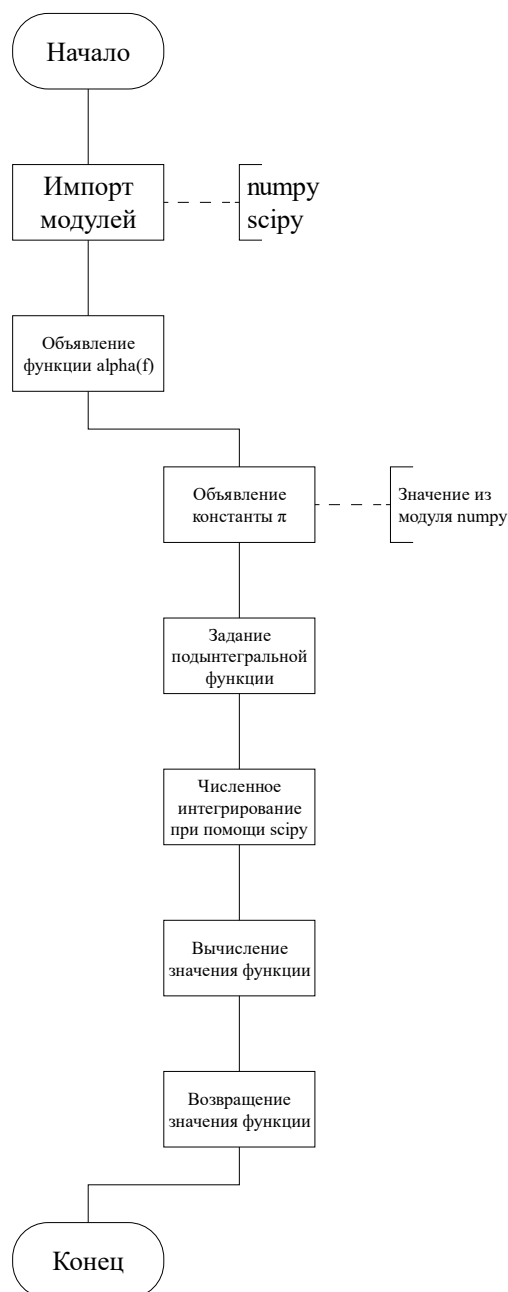 Начало
Импорт
модулей
numpy
scipy
Объявление
функции alpha(f)
Объявление
константы π
Значение из
модуля numpy
Задание
подынтегральной
функции
Численное
интегрирование
при помощи scipy
Вычисление
значения функции
Возвращение
значения функции
Конец